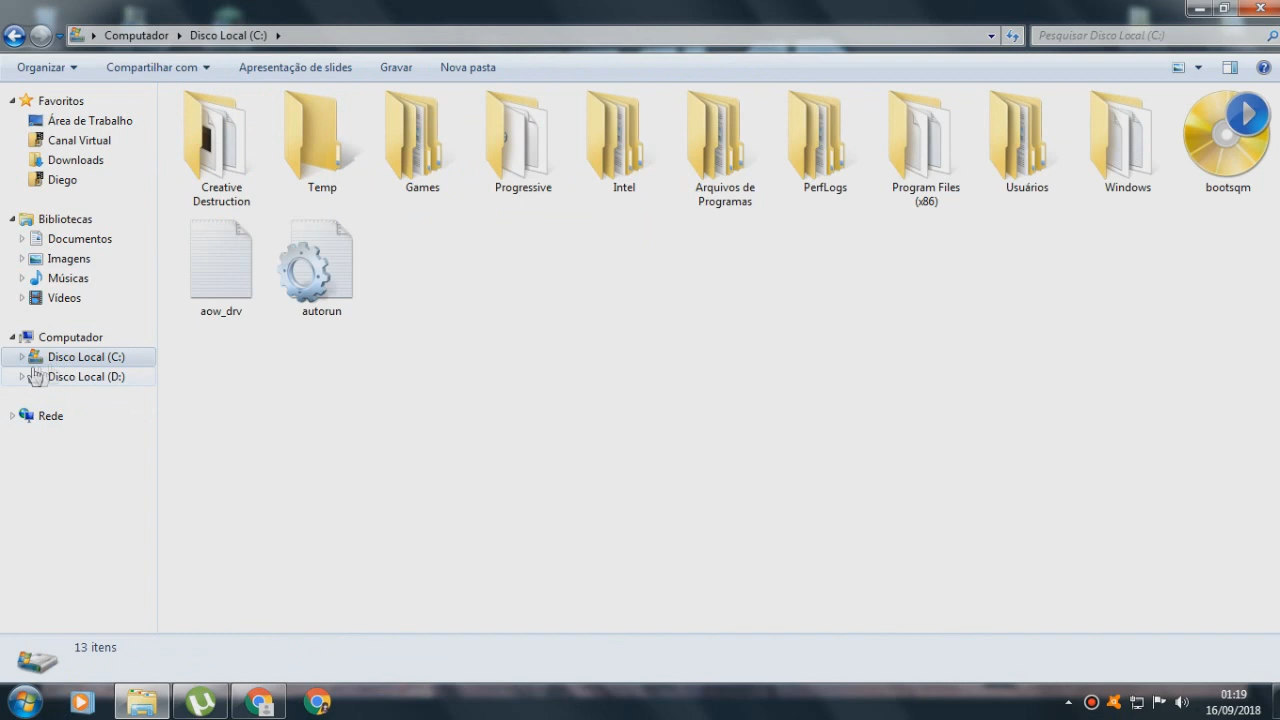 Computador
Disco Local (C:)
Pesquisar Disco Local (C:)
Organizar
Compartilhar com
Apresentação de slides
Gravar
Nova pasta
Favoritos
Área de Trabalho
Canal Virtual
Downloads
Diego
Bibliotecas
Documentos
Imagens
Músicas
Vídeos
Computador
Disco Local (C:)
Disco Local (D:)
Rede
Creative
Destruction
Temp
Games
Progressive
Intel
Arquivos de
Programas
PerfLogs
Program Files
(x86)
Usuários
Windows
bootsqm
aow_drv
autorun
13 itens
01:19
16/09/2018